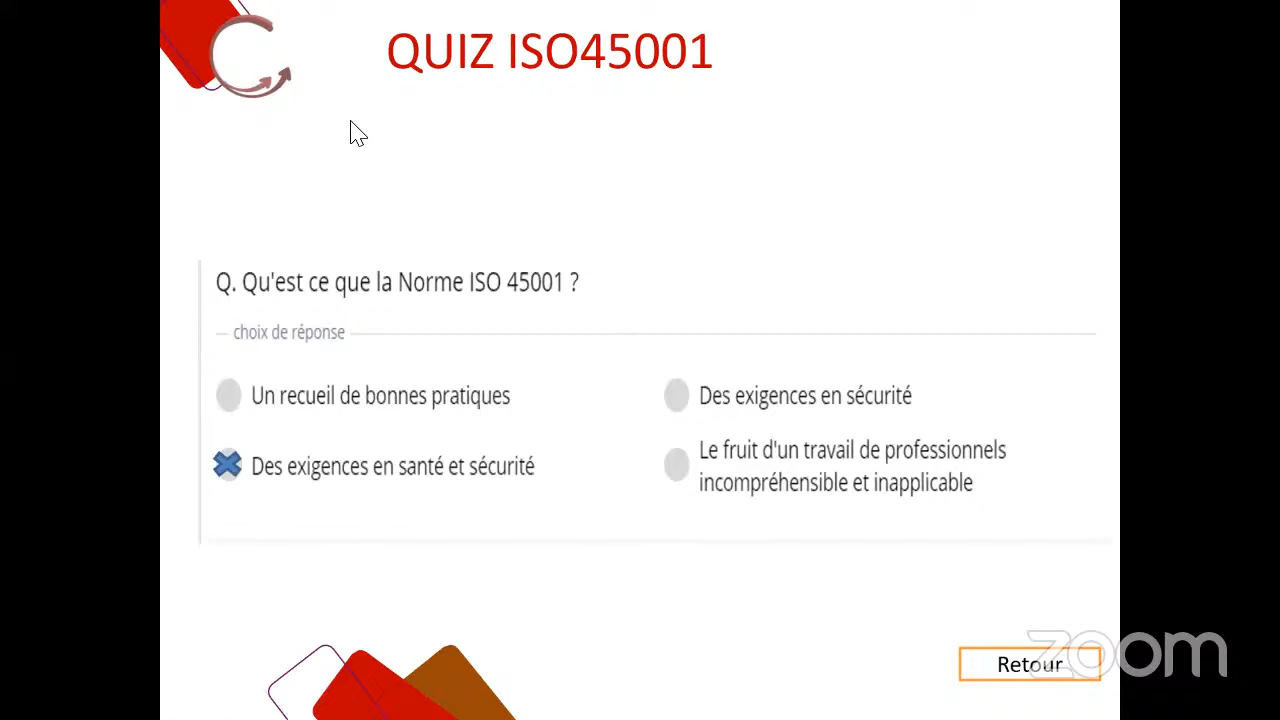 QUIZ ISO45001
Q. Qu'est ce que la Norme ISO 45001 ?
choix de réponse
Un recueil de bonnes pratiques
Des exigences en sécurité
Des exigences en santé et sécurité
Le fruit d'un travail de professionnels
incompréhensible et inapplicable
Retour
zoom